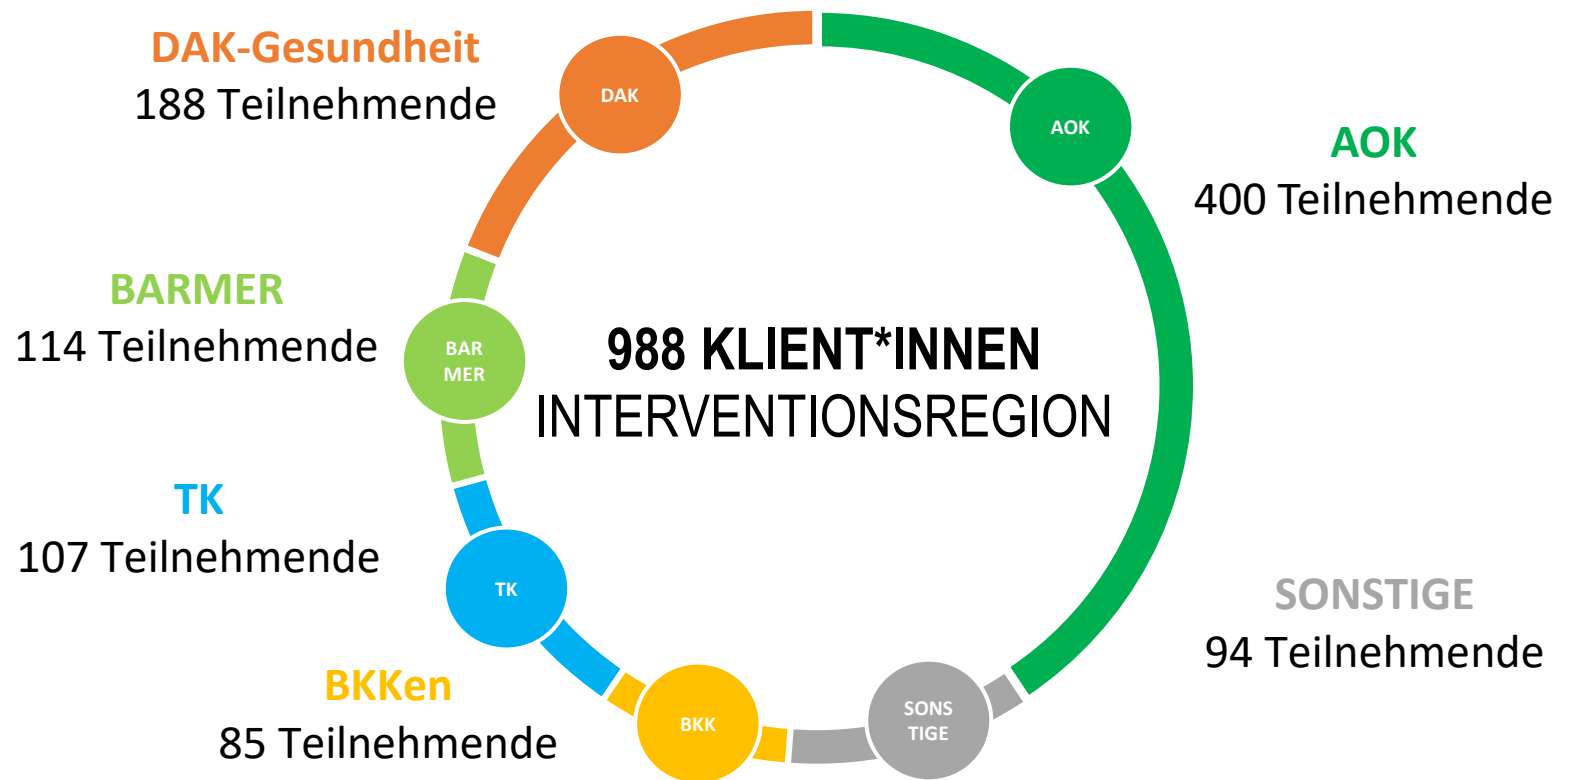 DAK-Gesundheit
188 Teilnehmende
DAK
AOK
AOK
400 Teilnehmende
BARMER
114 Teilnehmende
BAR
MER
988 KLIENT*INNEN
INTERVENTIONSREGION
TK
107 Teilnehmende
TK
SONSTIGE
94 Teilnehmende
BKKen
85 Teilnehmende
BKK
SONS
TIGE